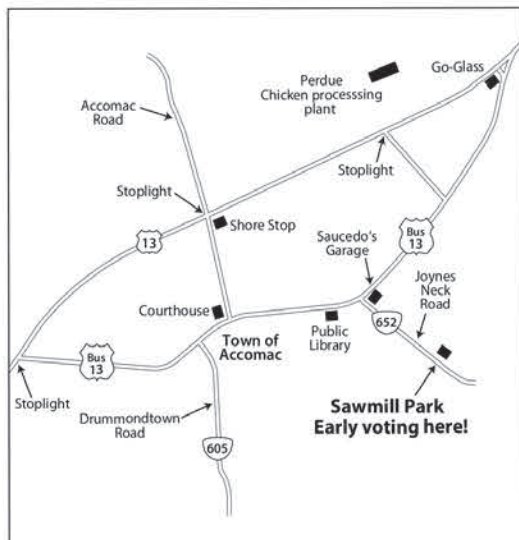 Go-Glass
Perdue
Chicken processsing
plant
Accomac
Road
Stoplight
Stoplight
Shore Stop
13
Bus
13
Saucedo's
Garage
Joynes
Neck
Road
Courthouse
652
Public
Library
Town of
Accomac
Bus
13
Stoplight
Drummondtown
Road
Sawmill Park
Early voting here!
605